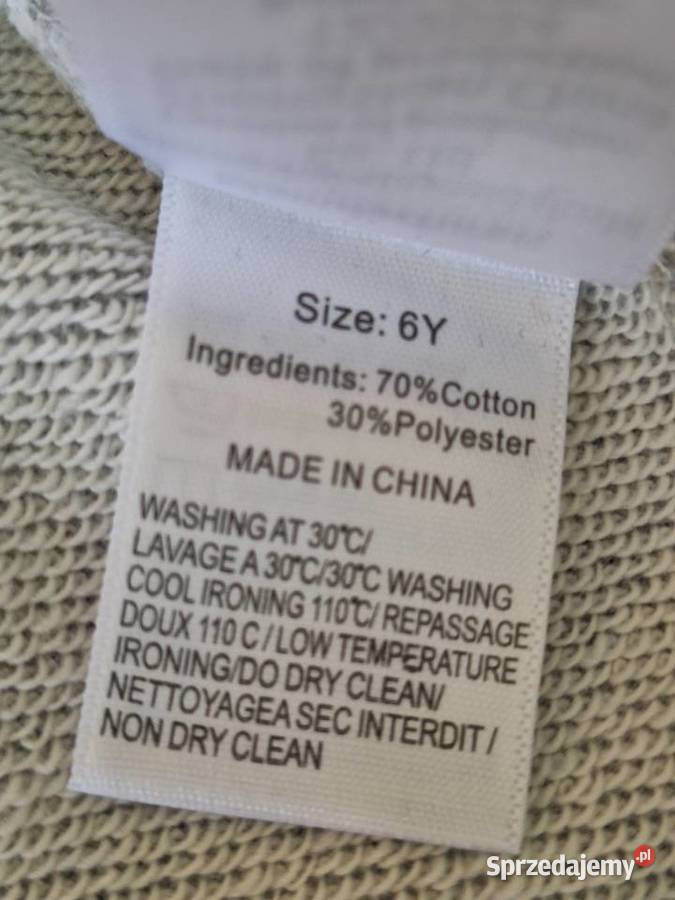 Size: 6Y
Ingredients: 70%Cotton
30%Polyester
MADE IN CHINA
WASHING AT 30℃/
LAVAGE A 30℃/30℃ WASHING
COOL IRONING 110℃/ REPASSAGE
DOUX 110 C / LOW TEMPERATURE
IRONING/DO DRY CLEAN/
NETTOYAGEA SEC INTERDIT /
NON DRY CLEAN
Sprzedajemy.pl